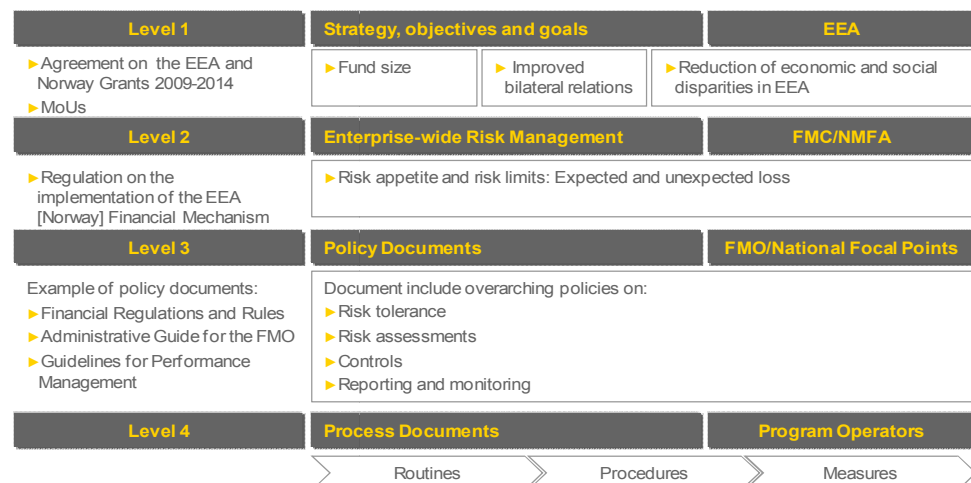 Level 1
Strategy, objectives and goals
EEA
►Agreement on the EEA and
Norway Grants 2009-2014
►MoUs
►Fund size
► Improved
bilateral relations
►Reduction of economic and social
disparities in EEA
Level 2
Enterprise-wide Risk Management
FMC/NMFA
►Regulation on the
implementation of the EEA
[Norway] Financial Mechanism
►Risk appetite and risk limits: Expected and unexpected loss
Level 3
Policy Documents
FMO/National Focal Points
Example of policy documents:
►Financial Regulations and Rules
►Administrative Guide for the FMO
►Guidelines for Performance
Management
Document include overarching policies on:
►Risk tolerance
►Risk assessments
►Controls
►Reporting and monitoring
Level 4
Process Documents
Program Operators
Routines
Procedures
Measures